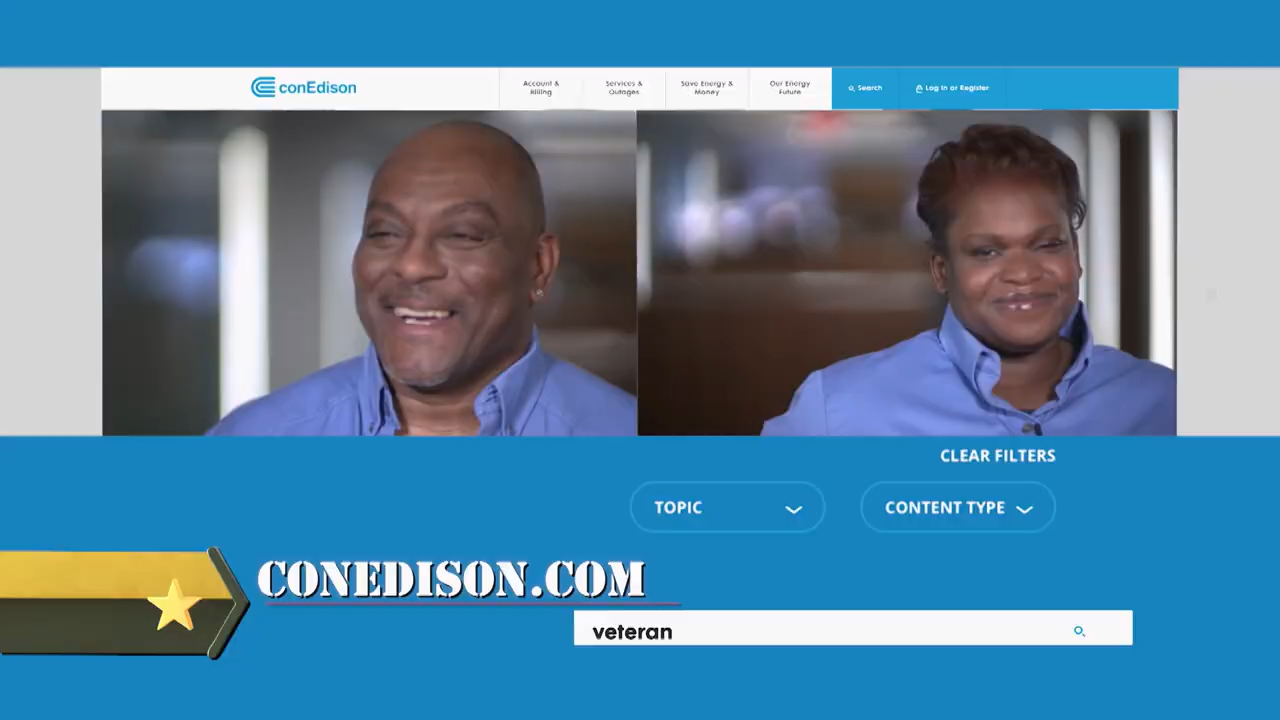 conEdison
Account &
Billing
Services &
Outages
Save Energy &
Money
Our Energy
Future
Search
Log In or Register
CLEAR FILTERS
TOPIC
CONTENT TYPE
CONEDISON.COM
veteran